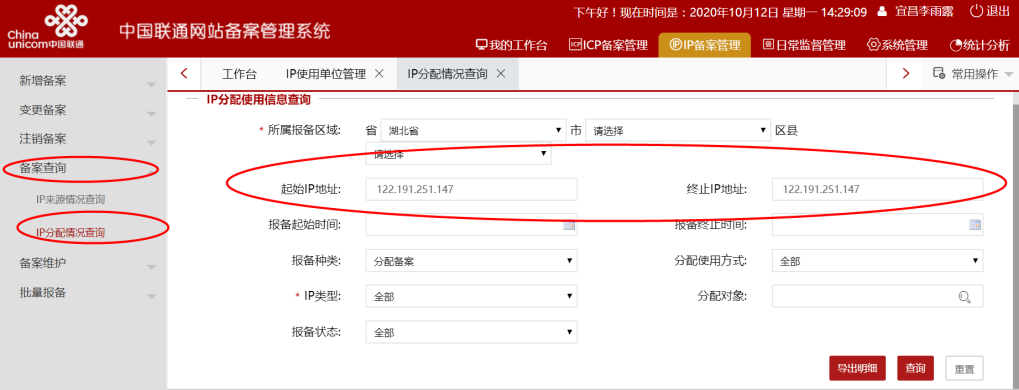 下午好！现在时间是：2020年10月12日 星期一 14:29:09 宜昌李雨露 退出
China unicom中国联通
中国联通网站备案管理系统
我的工作台 ICP备案管理 IP备案管理 日常监督管理 系统管理 统计分析
工作台 IP使用单位管理 × IP分配情况查询 × 常用操作
新增备案
变更备案
注销备案
备案查询
IP来源情况查询
IP分配情况查询
备案维护
批量报备
IP分配使用信息查询
* 所属报备区域: 省 湖北省 市 请选择 区县
请选择
起始IP地址: 122.191.251.147 终止IP地址: 122.191.251.147
报备起始时间: 报备终止时间:
报备种类: 分配备案 分配使用方式: 全部
* IP类型: 全部 分配对象:
报备状态: 全部
导出明细 查询 重置